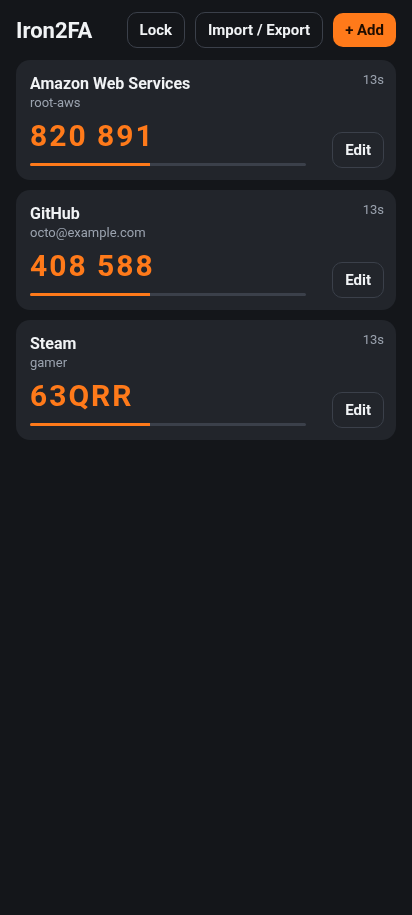 Iron2FA
Lock
Import / Export
+ Add
Amazon Web Services
13s
root-aws
820 891
Edit
GitHub
13s
octo@example.com
408 588
Edit
Steam
13s
gamer
63QRR
Edit